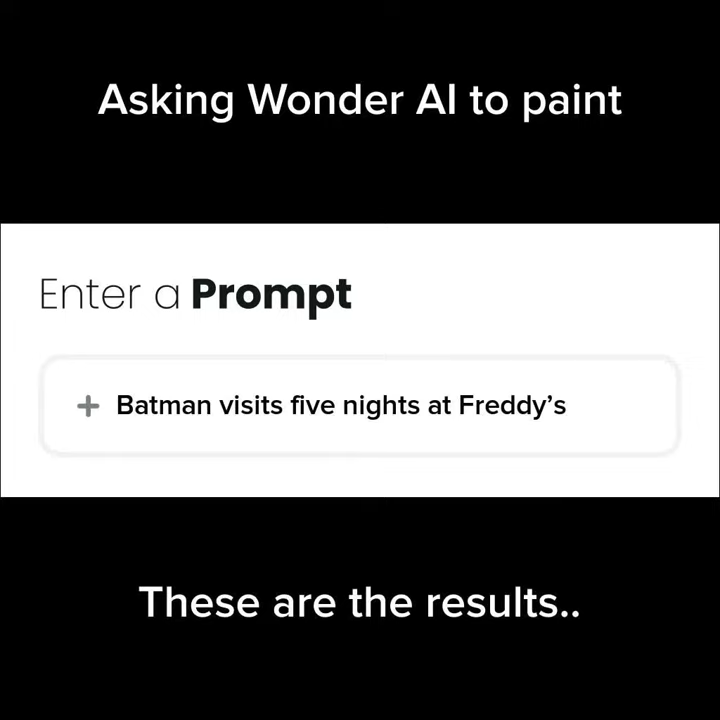 Asking Wonder AI to paint
Enter a Prompt
+ Batman visits five nights at Freddy’s
These are the results..